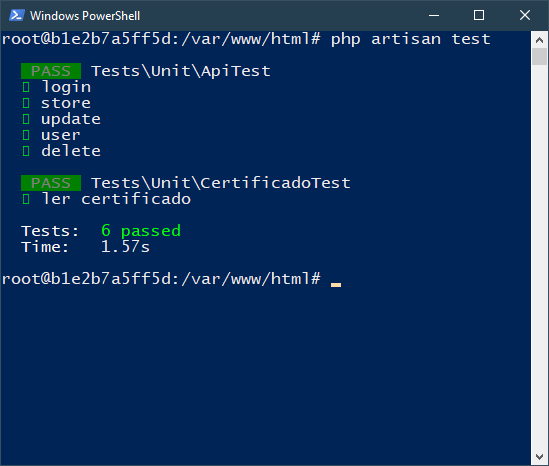 Windows PowerShell
root@b1e2b7a5ff5d:/var/www/html# php artisan test
PASS Tests\Unit\ApiTest
▯ login
▯ store
▯ update
▯ user
▯ delete
PASS Tests\Unit\CertificadoTest
▯ ler certificado
Tests: 6 passed
Time: 1.57s
root@b1e2b7a5ff5d:/var/www/html#